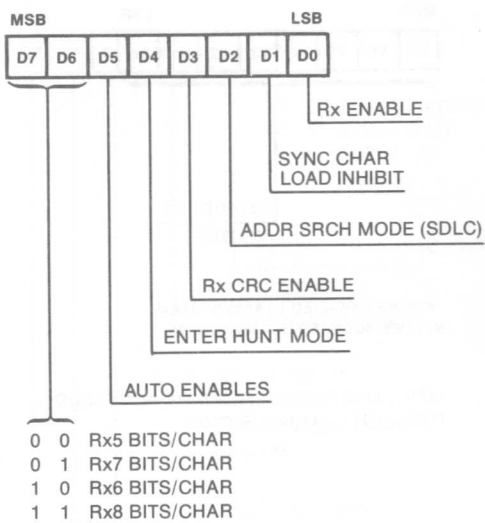 MSB LSB
D7 D6 D5 D4 D3 D2 D1 D0
Rx ENABLE
SYNC CHAR
LOAD INHIBIT
ADDR SRCH MODE (SDLC)
Rx CRC ENABLE
ENTER HUNT MODE
AUTO ENABLES
0 0 Rx5 BITS/CHAR
0 1 Rx7 BITS/CHAR
1 0 Rx6 BITS/CHAR
1 1 Rx8 BITS/CHAR